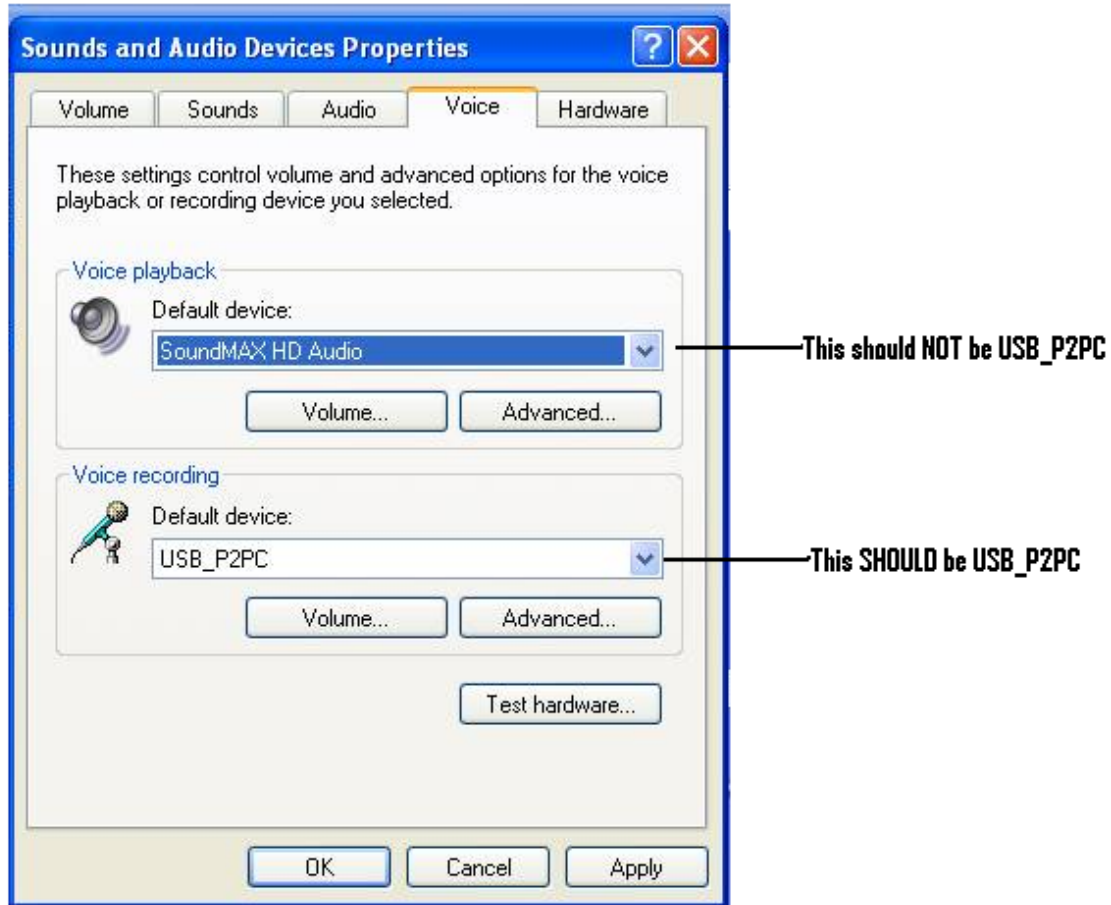 Sounds and Audio Devices Properties
Volume Sounds Audio Voice Hardware
These settings control volume and advanced options for the voice
playback or recording device you selected.
Voice playback
Default device:
SoundMAX HD Audio
This should NOT be USB_P2PC
Volume... Advanced...
Voice recording
Default device:
USB_P2PC
This SHOULD be USB_P2PC
Volume... Advanced...
Test hardware...
OK Cancel Apply